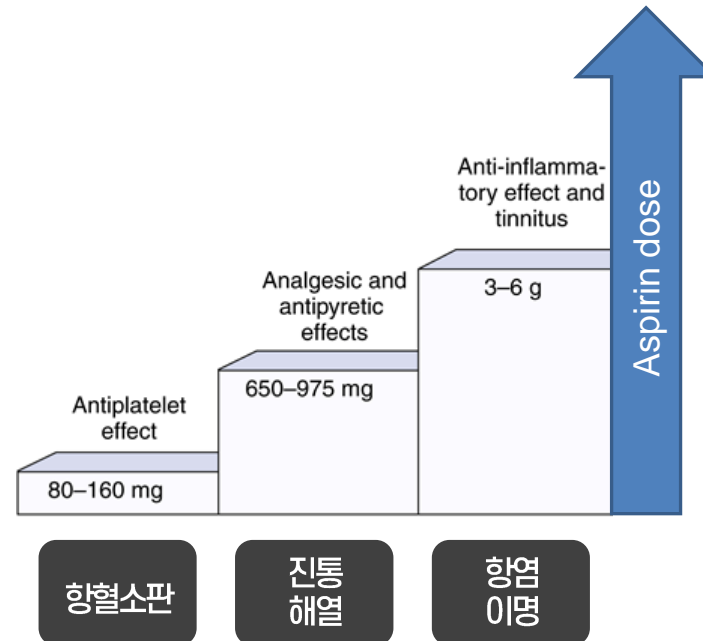 Anti-inflamma-
tory effect and
tinnitus
3–6 g
Analgesic and
antipyretic
effects
650–975 mg
Antiplatelet
effect
80–160 mg
Aspirin dose
항혈소판
진통
해열
항염
이명